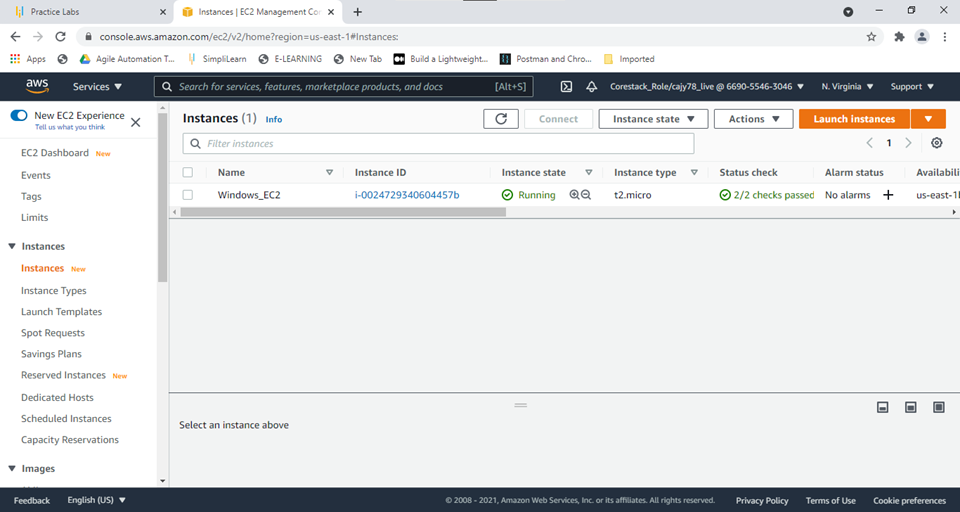 Practice Labs
Instances | EC2 Management Con
console.aws.amazon.com/ec2/v2/home?region=us-east-1#Instances:
Apps
Agile Automation T...
SimpliLearn
E-LEARNING
New Tab
Build a Lightweight...
Postman and Chro...
Imported
aws
Services
Search for services, features, marketplace products, and docs
[Alt+S]
Corestack_Role/cajy78_live @ 6690-5546-3046
N. Virginia
Support
New EC2 Experience
Tell us what you think
EC2 Dashboard New
Events
Tags
Limits
Instances
Instances New
Instance Types
Launch Templates
Spot Requests
Savings Plans
Reserved Instances New
Dedicated Hosts
Scheduled Instances
Capacity Reservations
Images
Instances (1) Info
Connect
Instance state
Actions
Launch instances
Filter instances
1
Name Instance ID Instance state Instance type Status check Alarm status Availabili
Windows_EC2 i-0024729340604457b Running t2.micro 2/2 checks passed No alarms us-east-1b
Select an instance above
Feedback English (US) © 2008 - 2021, Amazon Web Services, Inc. or its affiliates. All rights reserved. Privacy Policy Terms of Use Cookie preferences